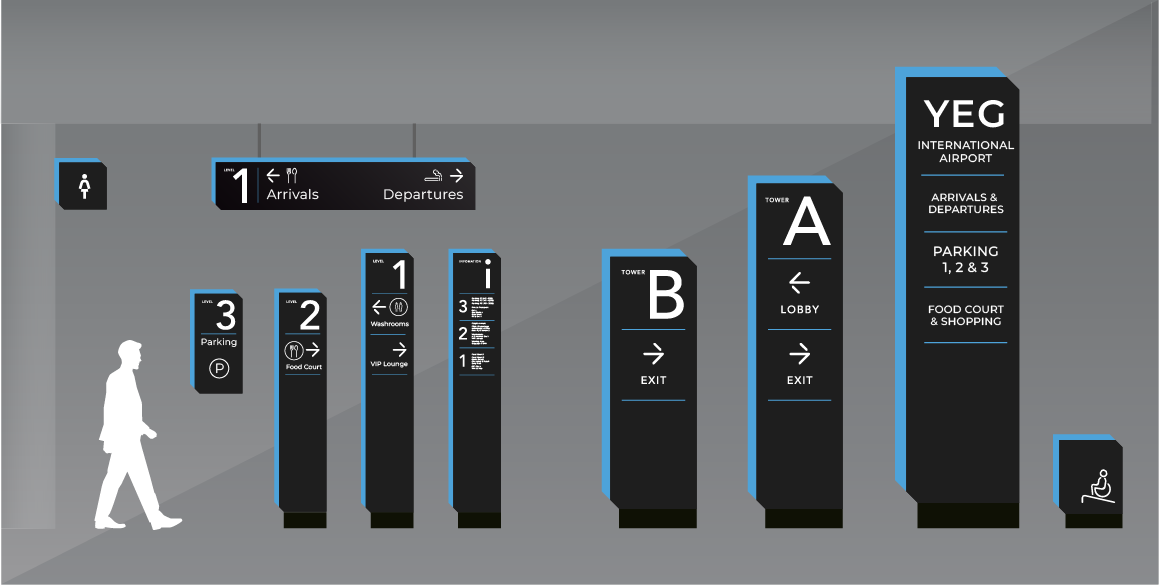 LEVEL
1
Arrivals
Departures
LEVEL
3
Parking
P
LEVEL
2
Food Court
LEVEL
1
Washrooms
VIP Lounge
i
3
2
1
TOWER
B
EXIT
TOWER
A
LOBBY
EXIT
YEG
INTERNATIONAL
AIRPORT
ARRIVALS &
DEPARTURES
PARKING
1, 2 & 3
FOOD COURT
& SHOPPING